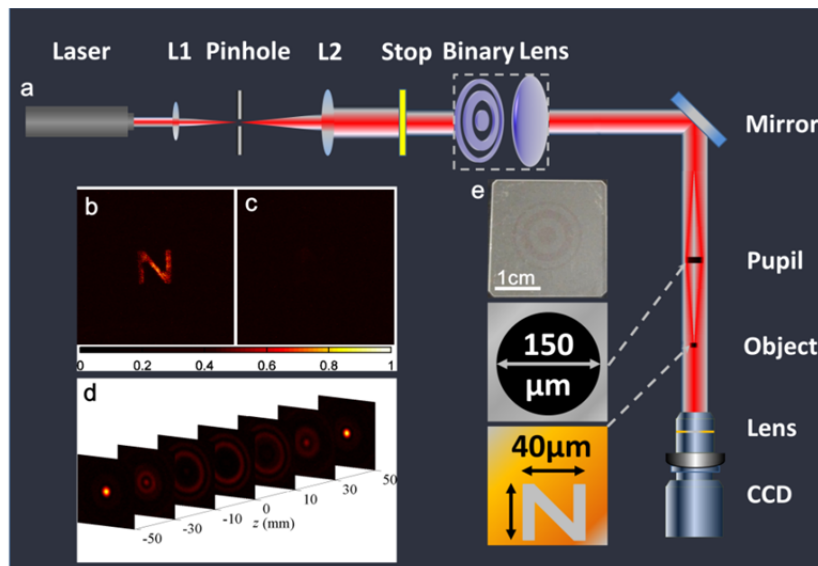 Laser L1 Pinhole L2 Stop Binary Lens
a
Mirror
b
c
e
1cm
Pupil
0 0.2 0.4 0.6 0.8 1
150
μm
Object
d
40μm
Lens
N
CCD
-50 -30 -10 0 10 30 50
z (mm)